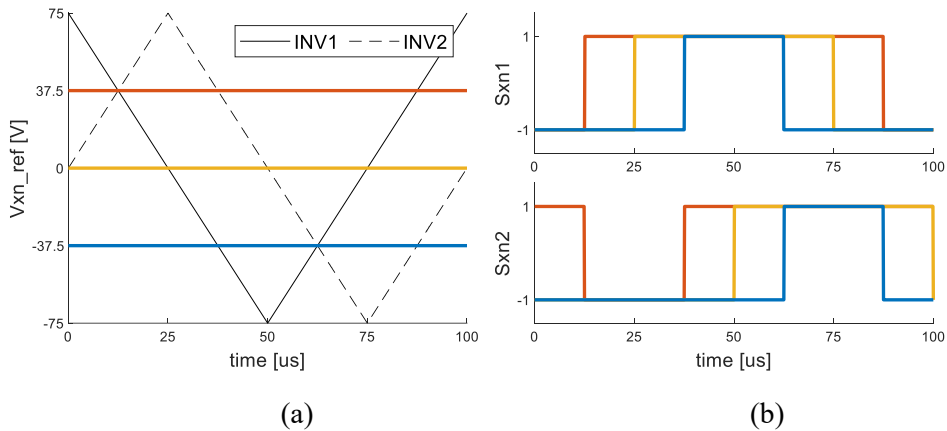 75
37.5
0
-37.5
-75
Vxn_ref [V]
INV1 INV2
0 25 50 75 100
time [us]
(a)
1
-1
Sxn1
0 25 50 75 100
1
-1
Sxn2
0 25 50 75 100
time [us]
(b)